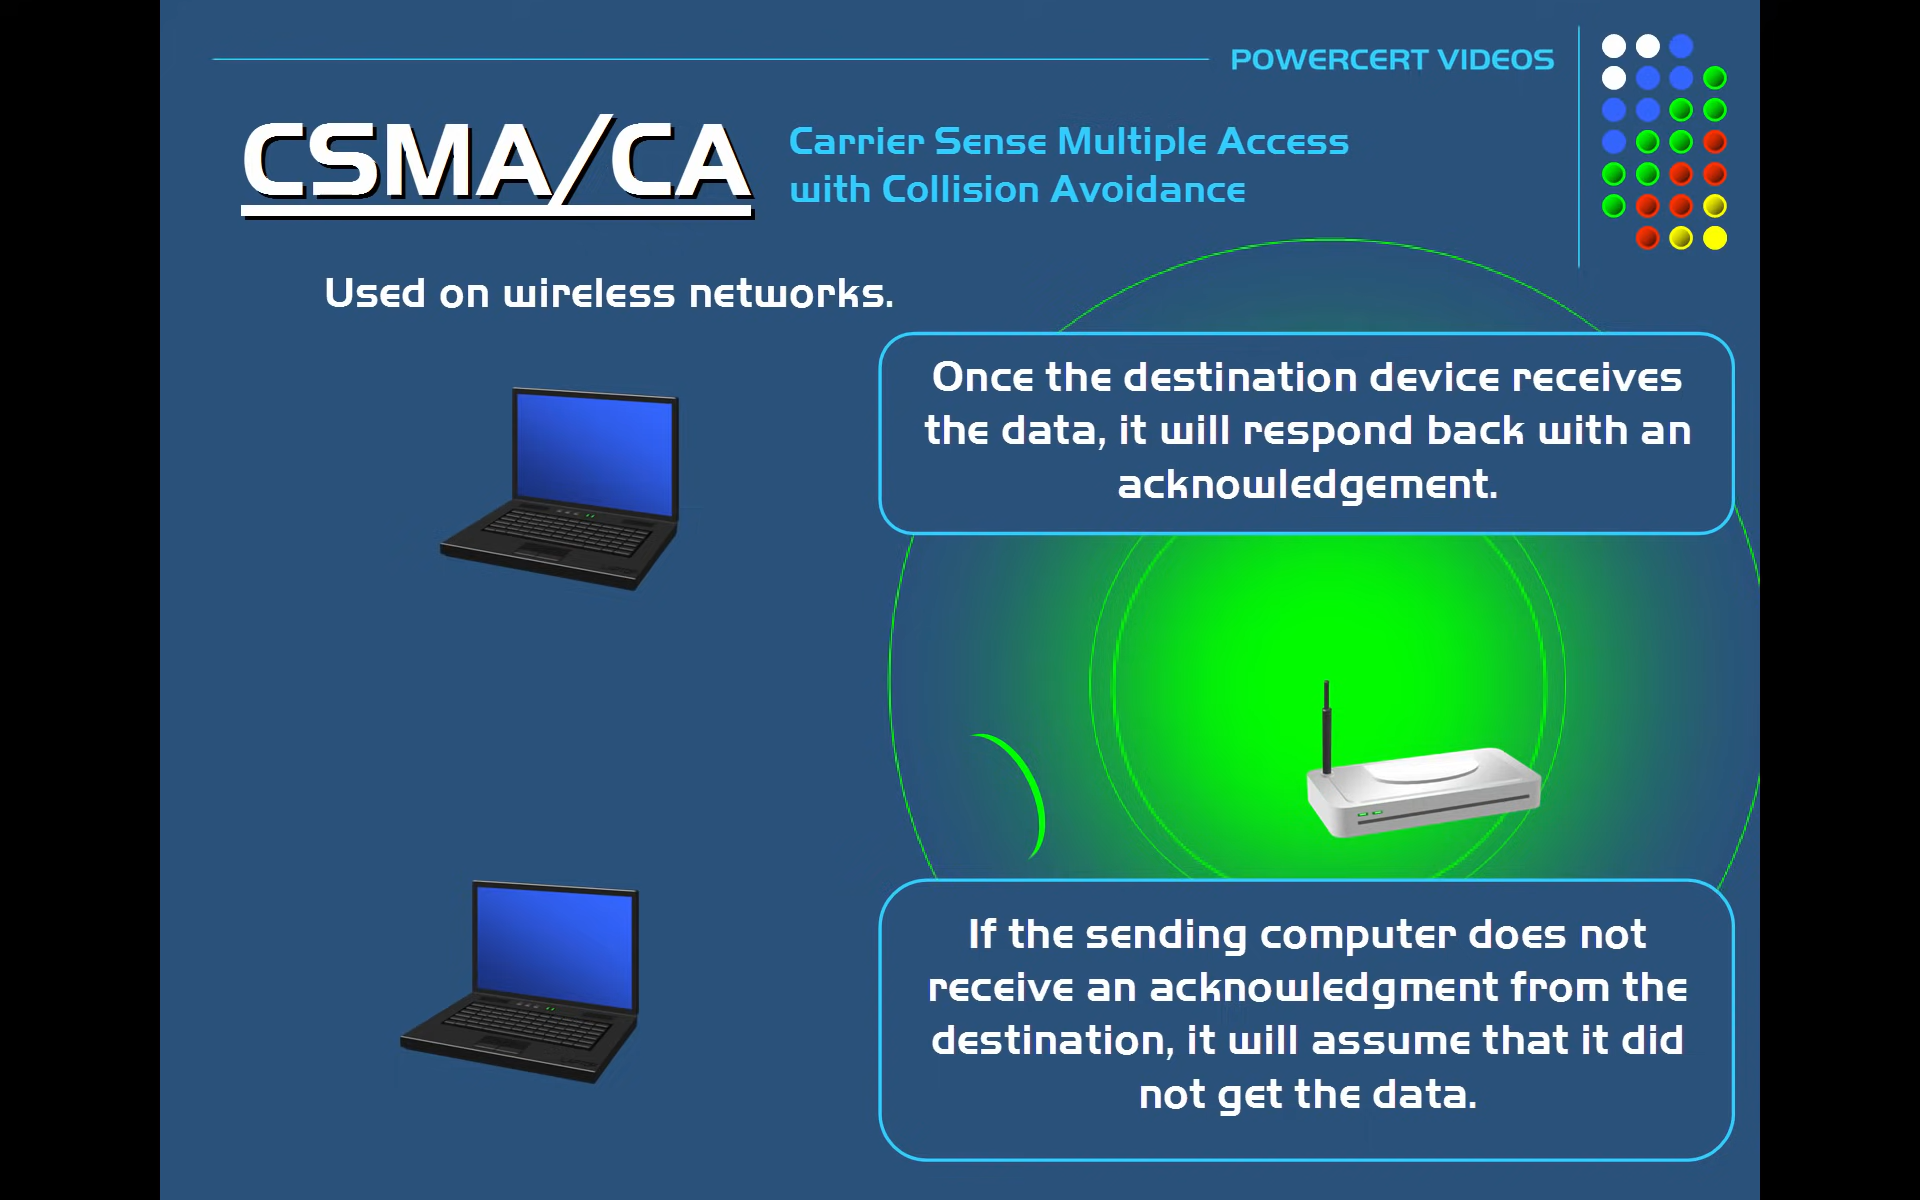 POWERCERT VIDEOS
CSMA/CA
Carrier Sense Multiple Access
with Collision Avoidance
Used on wireless networks.
Once the destination device receives
the data, it will respond back with an
acknowledgement.
If the sending computer does not
receive an acknowledgment from the
destination, it will assume that it did
not get the data.